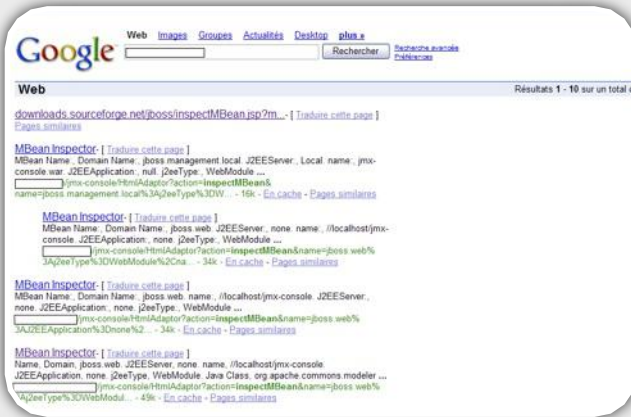 Google
Web Images Groupes Actualités Desktop plus »
Rechercher
Recherche avancée
Préférences
Web
Résultats 1 - 10 sur un total
downloads.sourceforge.net/jboss/inspectMBean.jsp?m... - [ Traduire cette page ]
Pages similaires
MBean Inspector - [ Traduire cette page ]
MBean Name:, Domain Name:, jboss.management.local. J2EEServer:, Local. name:, jmx-
console.war. J2EEApplication:, null. j2eeType:, WebModule ...
/jmx-console/HtmlAdaptor?action=inspectMBean&
name=jboss.management.local%3Aj2eeType%3DW... - 16k - En cache - Pages similaires
MBean Inspector - [ Traduire cette page ]
MBean Name:, Domain Name:, jboss.web. J2EEServer:, none. name:, //localhost/jmx-
console. J2EEApplication:, none. j2eeType:, WebModule ...
/jmx-console/HtmlAdaptor?action=inspectMBean&name=jboss.web%
3Aj2eeType%3DWebModule%2Cna... - 34k - En cache - Pages similaires
MBean Inspector - [ Traduire cette page ]
MBean Name:, Domain Name:, jboss.web. name:, //localhost/jmx-console. J2EEServer:,
none. J2EEApplication:, none. j2eeType:, WebModule ...
/jmx-console/HtmlAdaptor?action=inspectMBean&name=jboss.web%
3AJ2EEApplication%3Dnone%2... - 34k - En cache - Pages similaires
MBean Inspector - [ Traduire cette page ]
Name, Domain, jboss.web. J2EEServer, none. name, //localhost/jmx-console.
J2EEApplication, none. j2eeType, WebModule. Java Class, org.apache.commons.modeler ...
/jmx-console/HtmlAdaptor?action=inspectMBean&name=jboss.web%
3Aj2eeType%3DWebModul... - 49k - En cache - Pages similaires